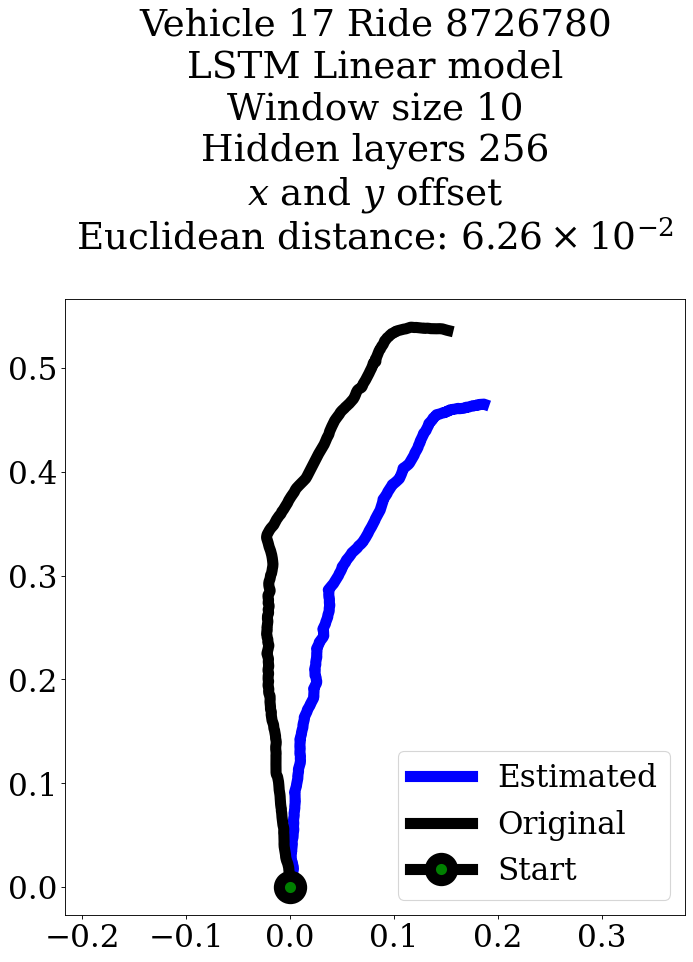 Vehicle 17 Ride 8726780
LSTM Linear model
Window size 10
Hidden layers 256
x and y offset
Euclidean distance: 6.26 × 10⁻²
0.5
0.4
0.3
0.2
0.1
0.0
Estimated
Original
Start
−0.2 −0.1 0.0 0.1 0.2 0.3